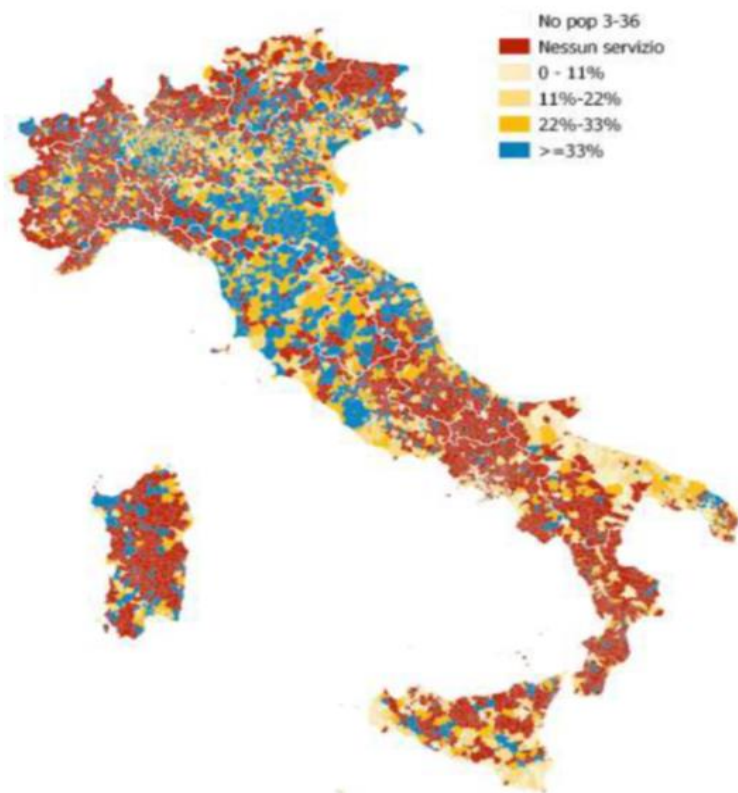 No pop 3-36
Nessun servizio
0 - 11%
11%-22%
22%-33%
>=33%